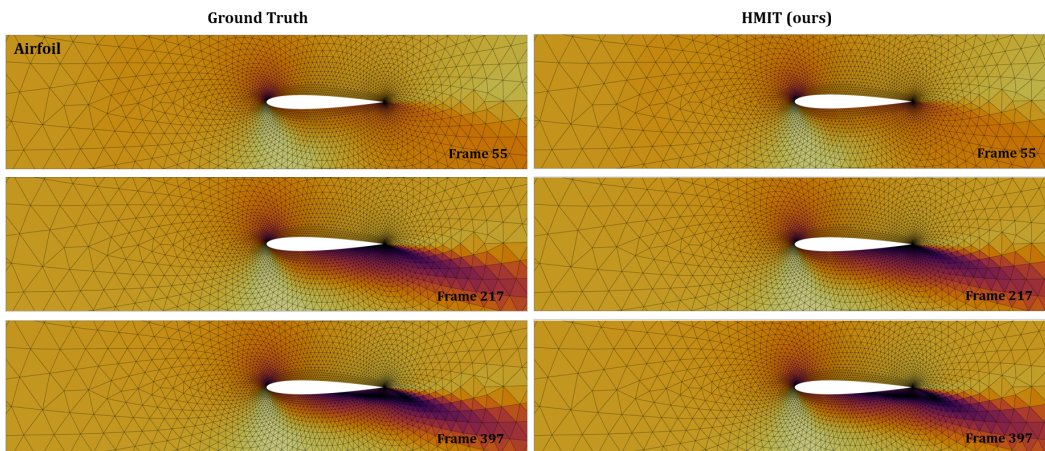 Ground Truth
HMIT (ours)
Airfoil
Frame 55
Frame 55
Frame 217
Frame 217
Frame 397
Frame 397